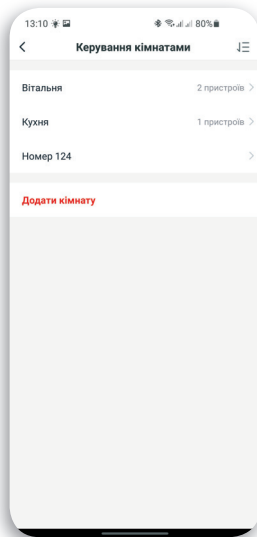 13:10 80%
Керування кімнатами
Вітальня 2 пристроїв
Кухня 1 пристроїв
Номер 124
Додати кімнату